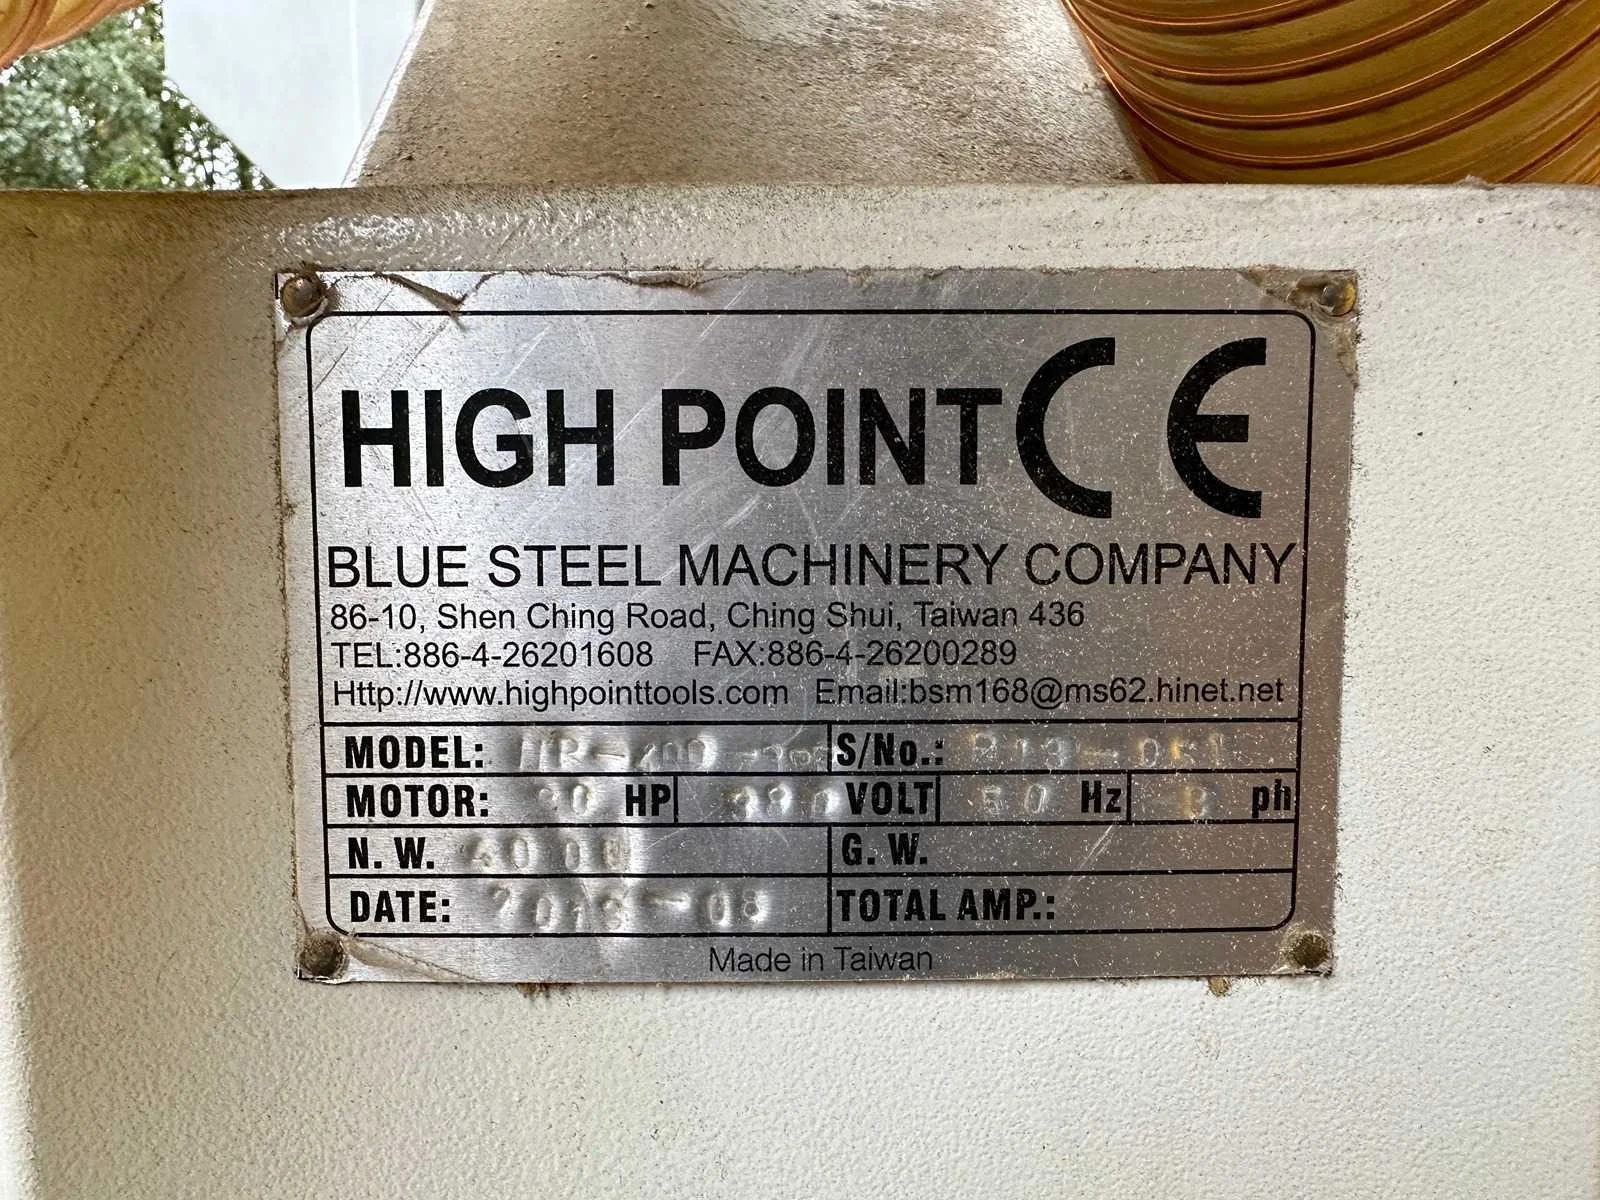 HIGH POINT CE
BLUE STEEL MACHINERY COMPANY
86-10, Shen Ching Road, Ching Shui, Taiwan 436
TEL:886-4-26201608 FAX:886-4-26200289
Http://www.highpointtools.com Email:bsm168@ms62.hinet.net
MODEL: S/No.:
MOTOR: HP VOLT 50 Hz ph
N. W. G. W.
DATE: TOTAL AMP.:
Made in Taiwan